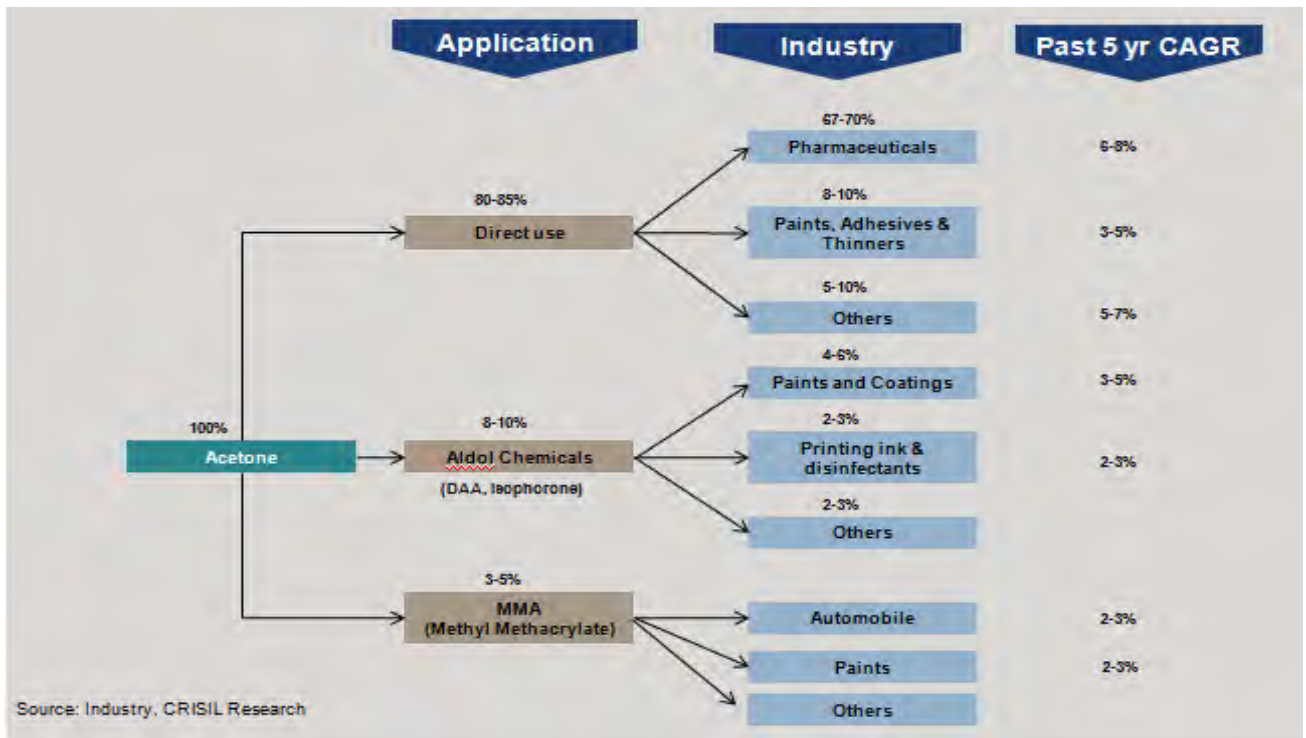 Application
Industry
Past 5 yr CAGR
67-70%
Pharmaceuticals
6-8%
80-85%
Direct use
8-10%
Paints, Adhesives &
Thinners
3-5%
5-10%
Others
5-7%
4-6%
Paints and Coatings
3-5%
100%
Acetone
8-10%
Aldol Chemicals
(DAA, Isophorone)
2-3%
Printing ink &
disinfectants
2-3%
2-3%
Others
3-5%
MMA
(Methyl Methacrylate)
Automobile
2-3%
Paints
2-3%
Others
Source: Industry, CRISIL Research